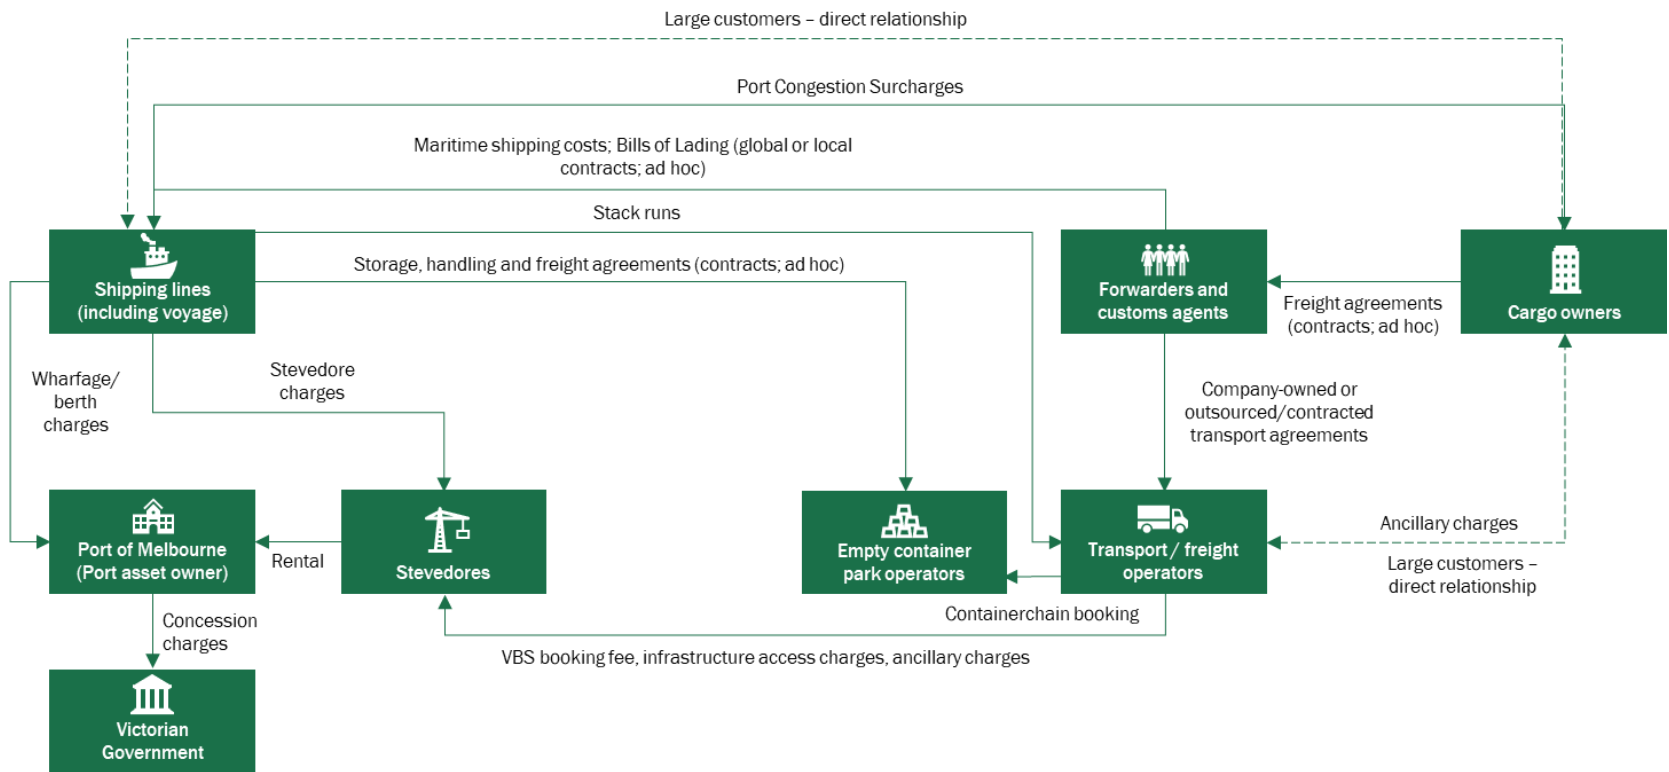 Large customers – direct relationship
Port Congestion Surcharges
Maritime shipping costs; Bills of Lading (global or local
contracts; ad hoc)
Stack runs
Storage, handling and freight agreements (contracts; ad hoc)
Shipping lines
(including voyage)
Forwarders and
customs agents
Freight agreements
(contracts; ad hoc)
Cargo owners
Wharfage/
berth
charges
Stevedore
charges
Company-owned or
outsourced/contracted
transport agreements
Port of Melbourne
(Port asset owner)
Rental
Stevedores
Empty container
park operators
Transport / freight
operators
Ancillary charges
Large customers –
direct relationship
Containerchain booking
Concession
charges
VBS booking fee, infrastructure access charges, ancillary charges
Victorian
Government